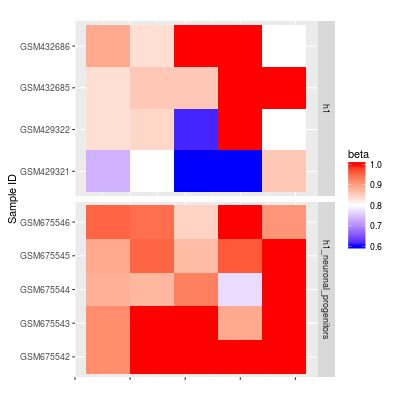 GSM432686
GSM432685
GSM429322
GSM429321
h1
GSM675546
GSM675545
GSM675544
GSM675543
GSM675542
h1_neuronal_progenitors
Sample ID
beta
1.0
0.9
0.8
0.7
0.6